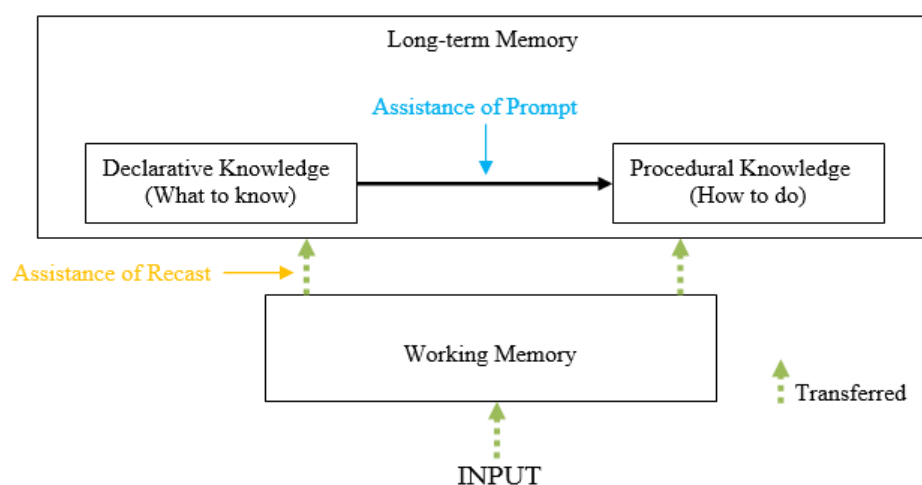 Long-term Memory
Assistance of Prompt
Declarative Knowledge
(What to know)
Procedural Knowledge
(How to do)
Assistance of Recast
Working Memory
Transferred
INPUT